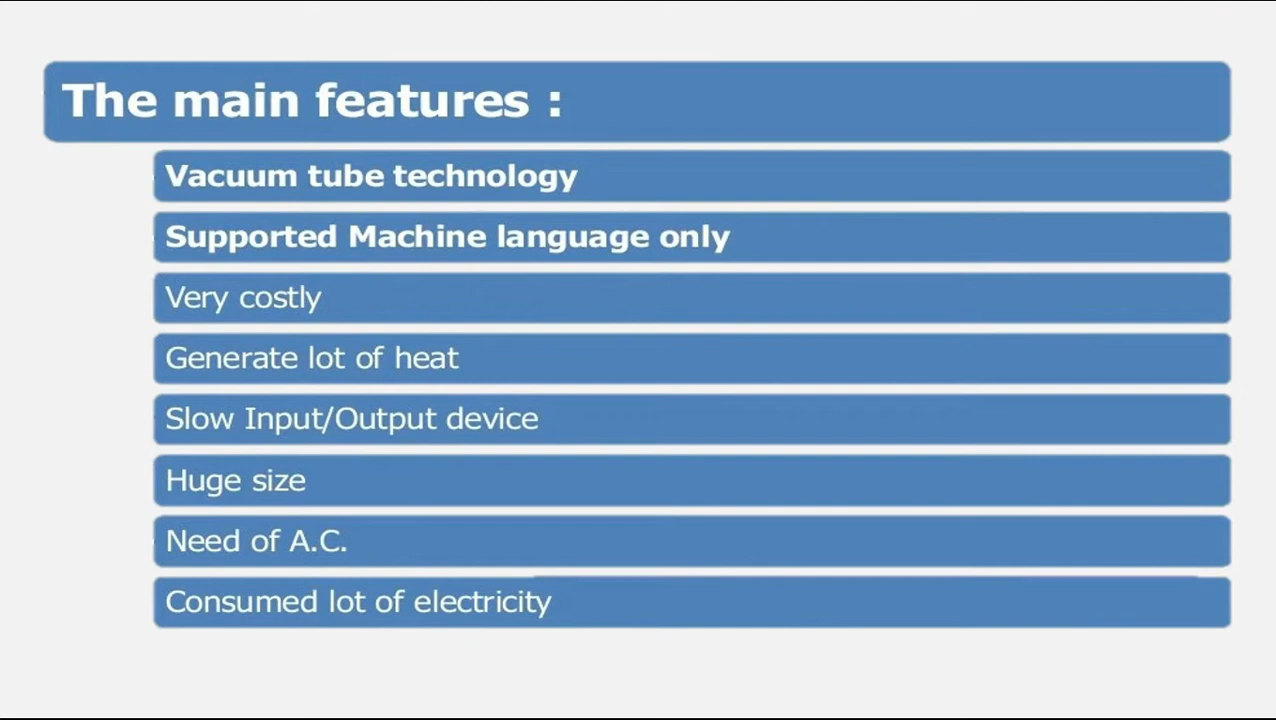 The main features :
Vacuum tube technology
Supported Machine language only
Very costly
Generate lot of heat
Slow Input/Output device
Huge size
Need of A.C.
Consumed lot of electricity